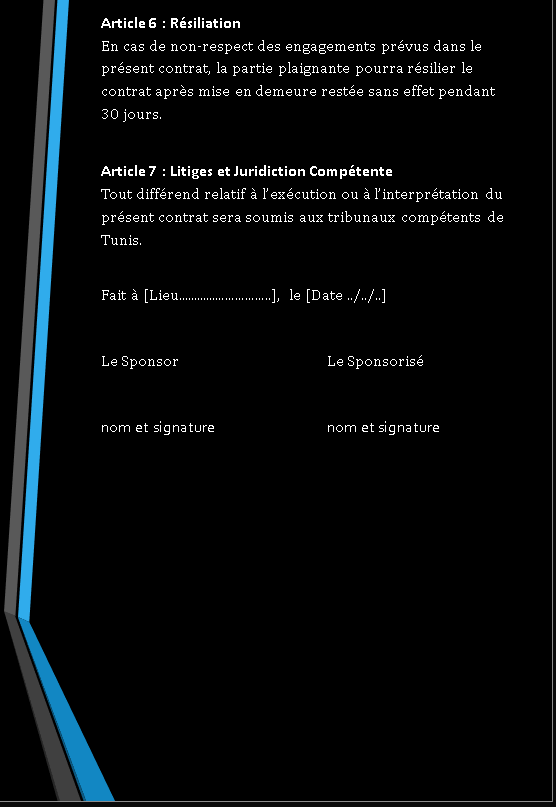 Article 6 : Résiliation
En cas de non-respect des engagements prévus dans le
présent contrat, la partie plaignante pourra résilier le
contrat après mise en demeure restée sans effet pendant
30 jours.
Article 7 : Litiges et Juridiction Compétente
Tout différend relatif à l'exécution ou à l'interprétation du
présent contrat sera soumis aux tribunaux compétents de
Tunis.
Fait à [Lieu..............................], le [Date ../../..]
Le Sponsor Le Sponsorisé
nom et signature nom et signature